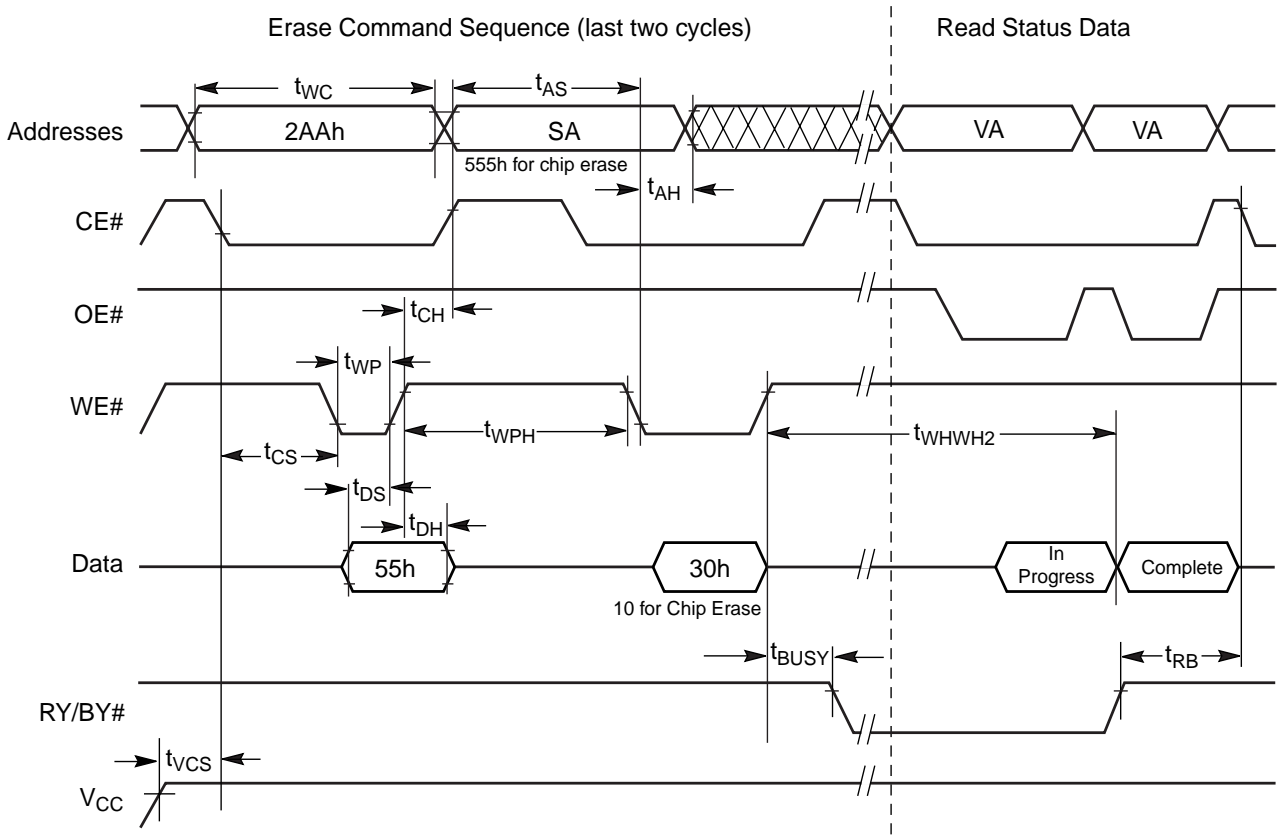 Erase Command Sequence (last two cycles)
Read Status Data
tWC
tAS
Addresses
2AAh
SA
VA
VA
555h for chip erase
tAH
CE#
OE#
tCH
tWP
WE#
tWPH
tWHWH2
tCS
tDS
tDH
Data
55h
30h
In
Progress
Complete
10 for Chip Erase
tBUSY
tRB
RY/BY#
tVCS
VCC